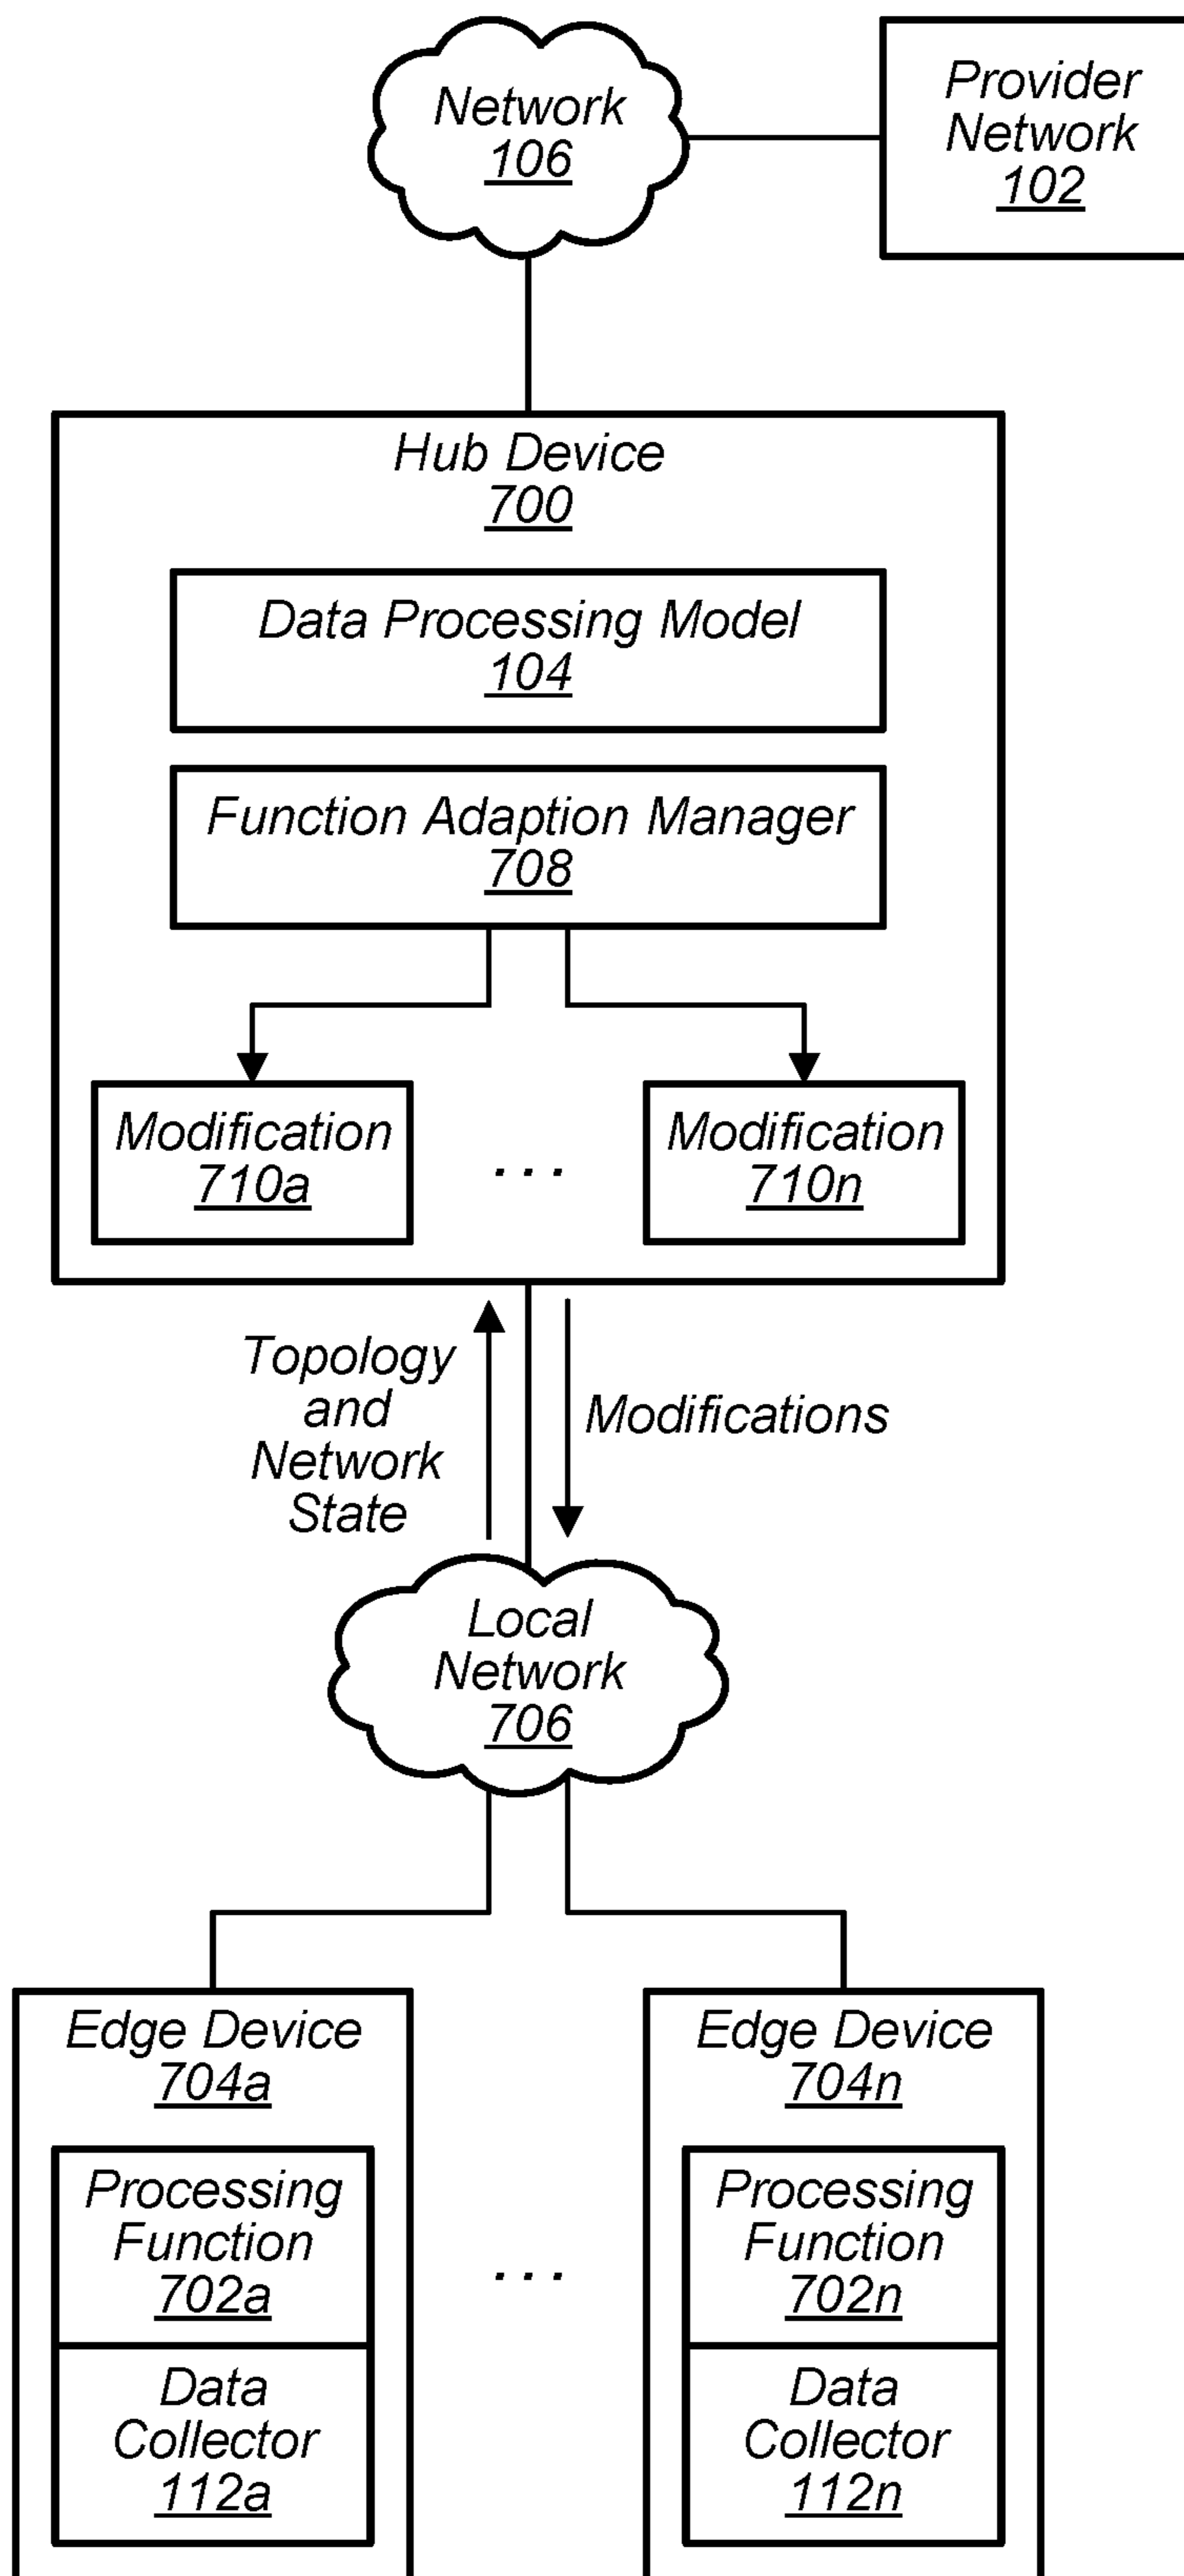 Network
106
Provider
Network
102
Hub Device
700
Data Processing Model
104
Function Adaption Manager
708
Modification
710a
...
Modification
710n
Topology
and
Network
State
Modifications
Local
Network
706
Edge Device
704a
Processing
Function
702a
Data
Collector
112a
...
Edge Device
704n
Processing
Function
702n
Data
Collector
112n